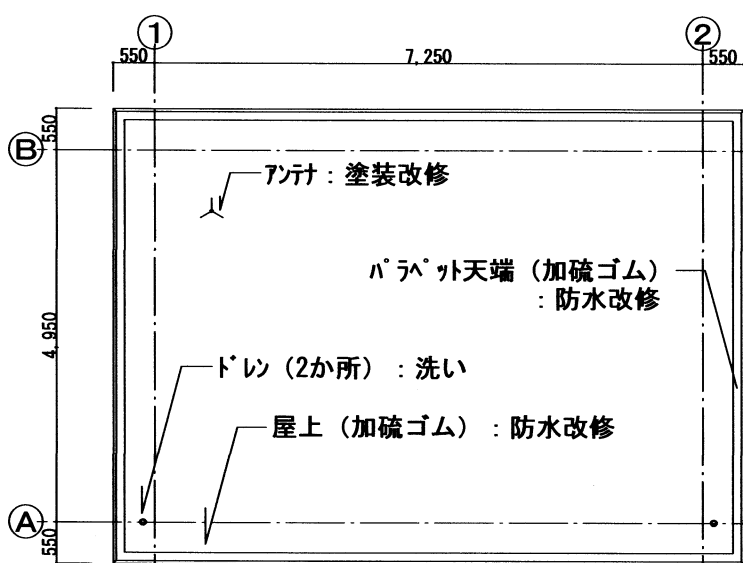 ① ②
550 7,250 550
550
Ⓑ
アンテナ：塗装改修
パラペット天端（加硫ゴム）
：防水改修
4,950
ドレン（2か所）：洗い
屋上（加硫ゴム）：防水改修
Ⓐ
550